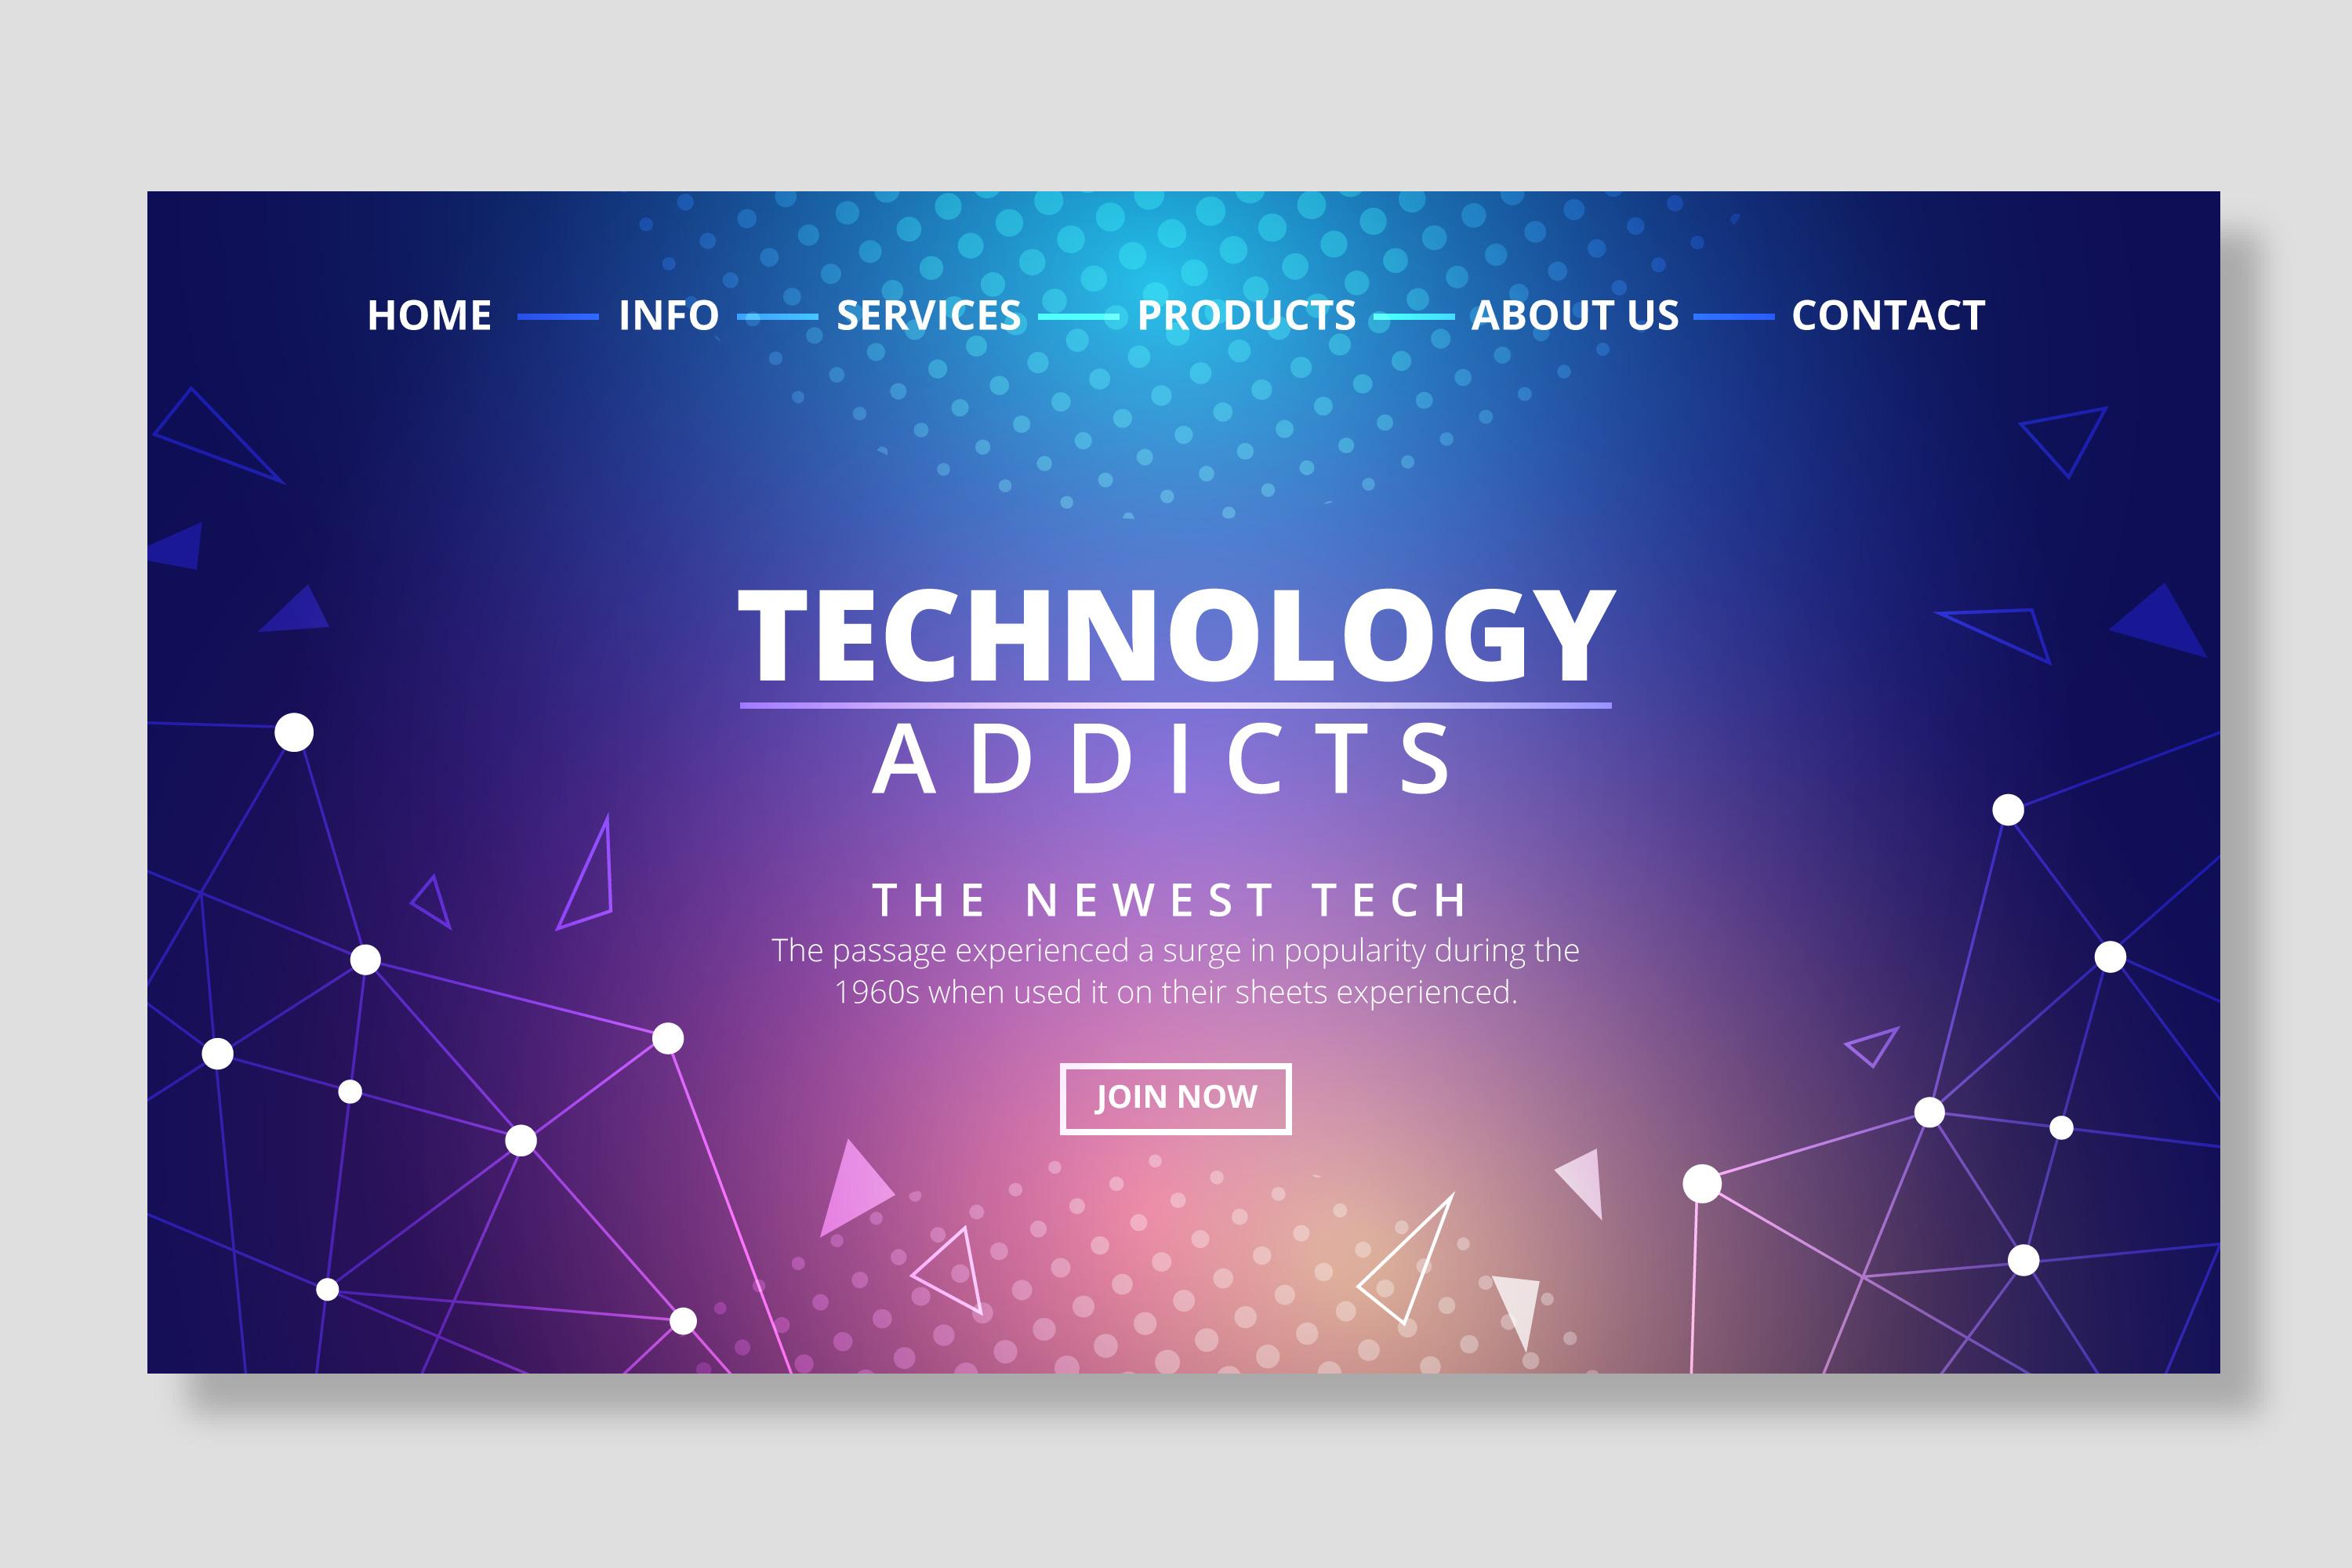 HOME INFO SERVICES PRODUCTS ABOUT US CONTACT
TECHNOLOGY
ADDICTS
THE NEWEST TECH
The passage experienced a surge in popularity during the
1960s when used it on their sheets experienced.
JOIN NOW